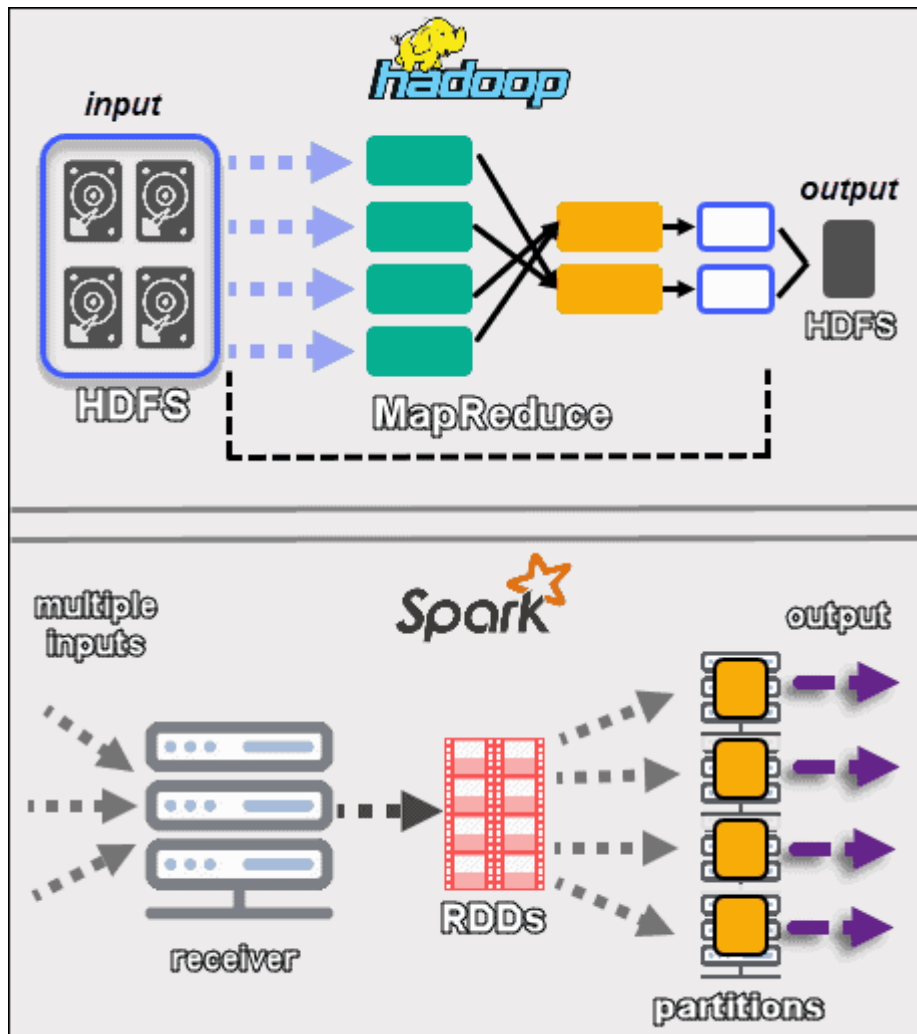 hadoop
input
output
HDFS
HDFS
MapReduce
Spark
multiple
inputs
output
RDDs
receiver
partitions